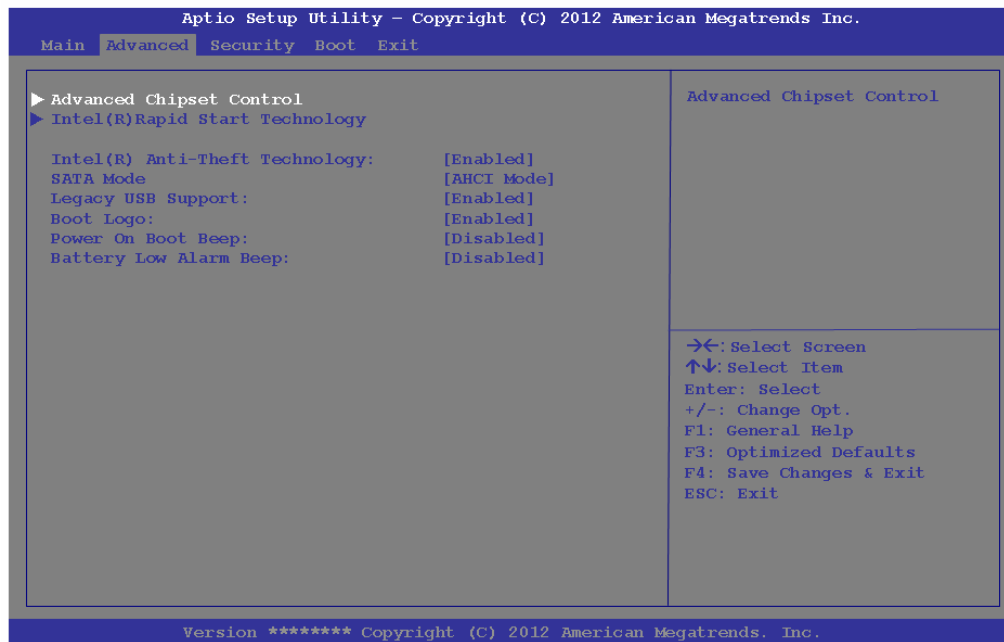 Aptio Setup Utility – Copyright (C) 2012 American Megatrends Inc.
Main Advanced Security Boot Exit
▶ Advanced Chipset Control
▶ Intel(R)Rapid Start Technology
Intel(R) Anti-Theft Technology: [Enabled]
SATA Mode [AHCI Mode]
Legacy USB Support: [Enabled]
Boot Logo: [Enabled]
Power On Boot Beep: [Disabled]
Battery Low Alarm Beep: [Disabled]
Advanced Chipset Control
→←: Select Screen
↑↓: Select Item
Enter: Select
+/-: Change Opt.
F1: General Help
F3: Optimized Defaults
F4: Save Changes & Exit
ESC: Exit
Version ******** Copyright (C) 2012 American Megatrends. Inc.